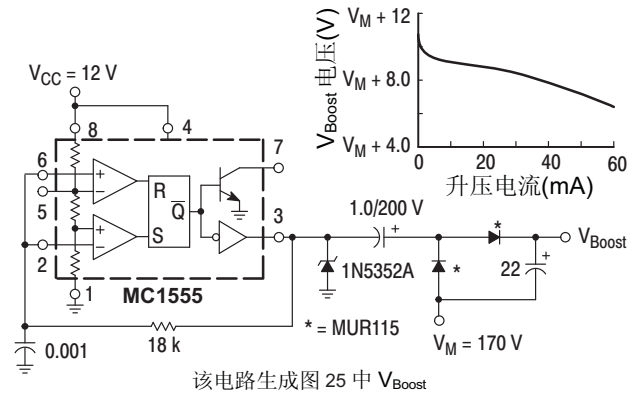 V_CC = 12 V
8
4
6
5
2
1
7
3
+
−
+
−
R
Q̅
S
MC1555
18 k
0.001
1N5352A
1.0/200 V
+
*
*
22
+
V_Boost
* = MUR115
V_M = 170 V
V_Boost 电压(V)
V_M + 12
V_M + 8.0
V_M + 4.0
0
20
40
60
升压电流(mA)
该电路生成图 25 中 V_Boost